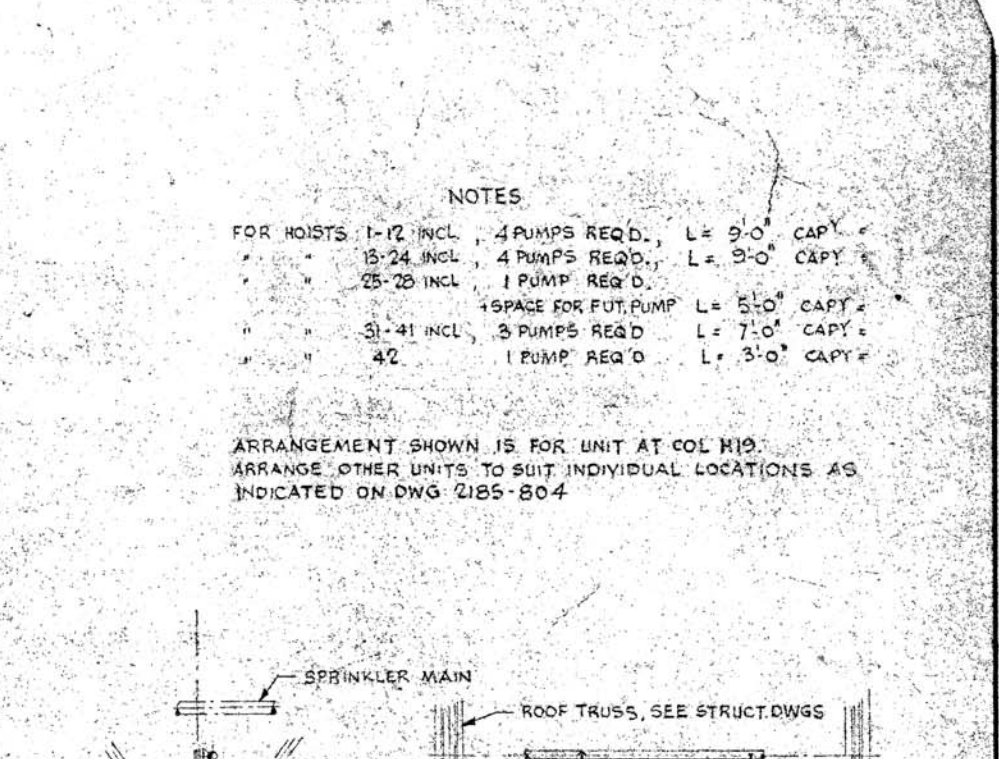 NOTES
FOR HOISTS 1-12 INCL , 4 PUMPS REQ'D., L = 9'-0" CAPY =
" " 13-24 INCL , 4 PUMPS REQ'D., L = 9'-0" CAPY =
" " 25-28 INCL , 1 PUMP REQ'D.
+SPACE FOR FUT. PUMP L = 5'-0" CAPY =
" " 31-41 INCL , 3 PUMPS REQ'D L = 7'-0" CAPY =
" " 42 1 PUMP REQ'D L = 3'-0" CAPY =
ARRANGEMENT SHOWN IS FOR UNIT AT COL H19.
ARRANGE OTHER UNITS TO SUIT INDIVIDUAL LOCATIONS AS
INDICATED ON DWG 2185-804
SPRINKLER MAIN
ROOF TRUSS, SEE STRUCT. DWGS